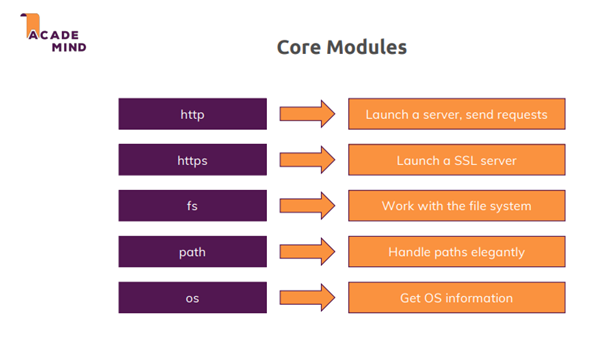 ACADE
MIND
Core Modules
http
Launch a server, send requests
https
Launch a SSL server
fs
Work with the file system
path
Handle paths elegantly
os
Get OS information